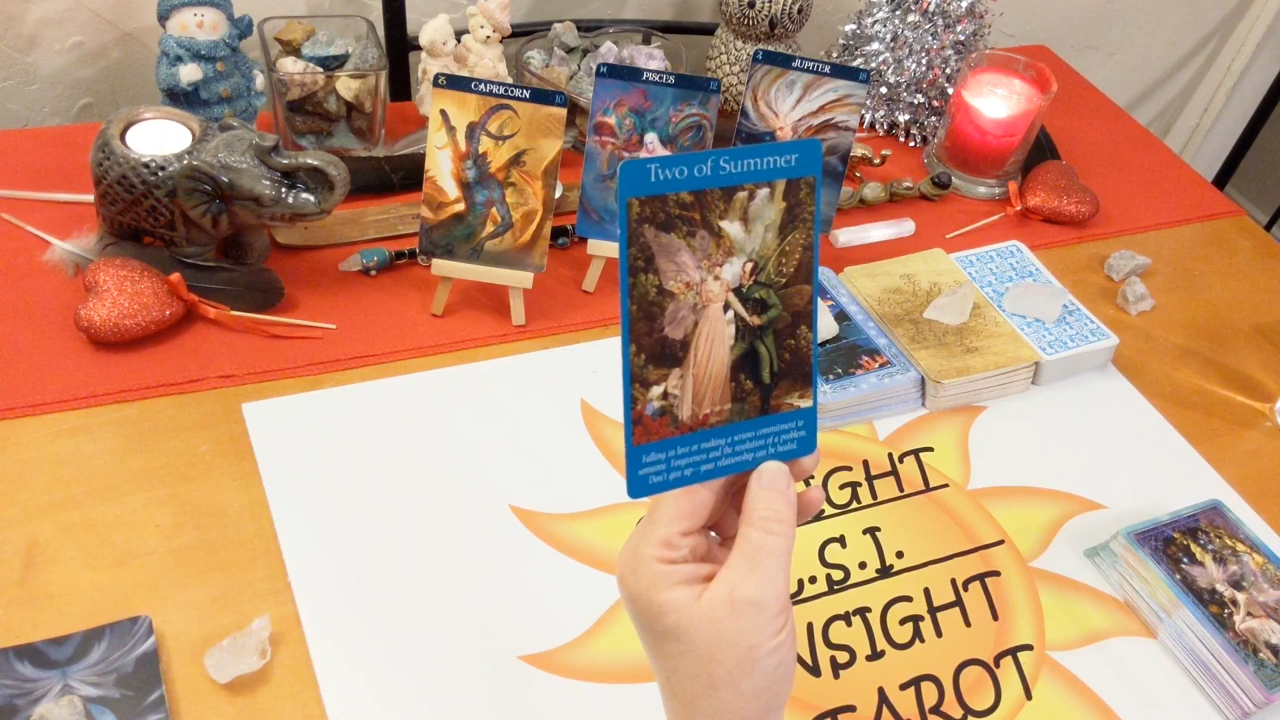 CAPRICORN
10
PISCES
12
JUPITER
18
Two of Summer
Falling in love or making a serious commitment to
someone. Forgiveness and the resolution of a problem.
Don't give up—your relationship can be healed.
IGHT
.S.I.
NSIGHT
TAROT